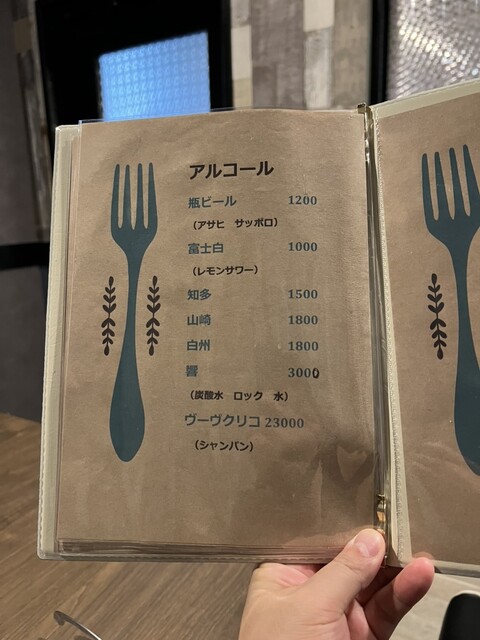 アルコール
瓶ビール 1200
（アサヒ サッポロ）
富士白 1000
（レモンサワー）
知多 1500
山崎 1800
白州 1800
響 3000
（炭酸水 ロック 水）
ヴーヴクリコ 23000
（シャンパン）